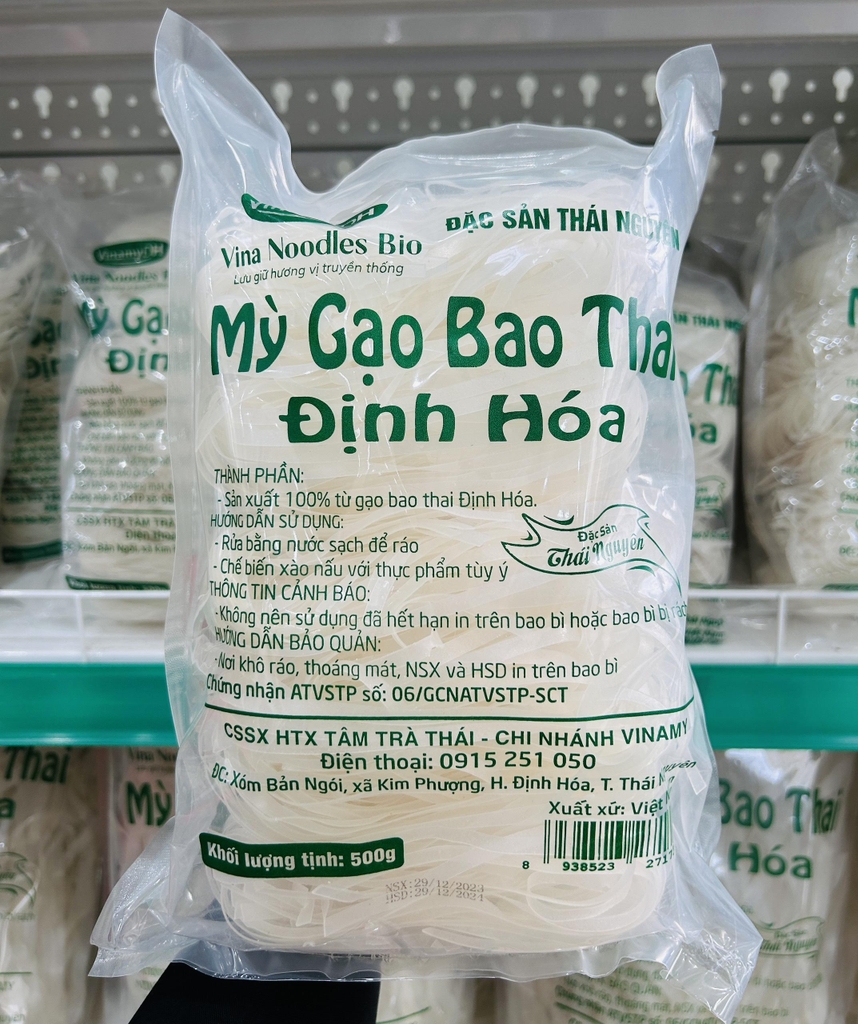 VinamyOH
Vina Noodles Bio
Lưu giữ hương vị truyền thống
ĐẶC SẢN THÁI NGUYÊN
Mỳ Gạo Bao Thai
Định Hóa
THÀNH PHẦN:
- Sản xuất 100% từ gạo bao thai Định Hóa.
HƯỚNG DẪN SỬ DỤNG:
- Rửa bằng nước sạch để ráo
- Chế biến xào nấu với thực phẩm tùy ý
Đặc Sản
Thái Nguyên
THÔNG TIN CẢNH BÁO:
- Không nên sử dụng đã hết hạn in trên bao bì hoặc bao bì bị rách
HƯỚNG DẪN BẢO QUẢN:
- Nơi khô ráo, thoáng mát, NSX và HSD in trên bao bì
Chứng nhận ATVSTP số: 06/GCNATVSTP-SCT
CSSX HTX TÂM TRÀ THÁI - CHI NHÁNH VINAMY
Điện thoại: 0915 251 050
ĐC: Xóm Bản Ngói, xã Kim Phượng, H. Định Hóa, T. Thái Nguyên
Xuất xứ: Việt
Khối lượng tịnh: 500g
8 938523
NSX:29/12/2023
HSD:29/12/2024